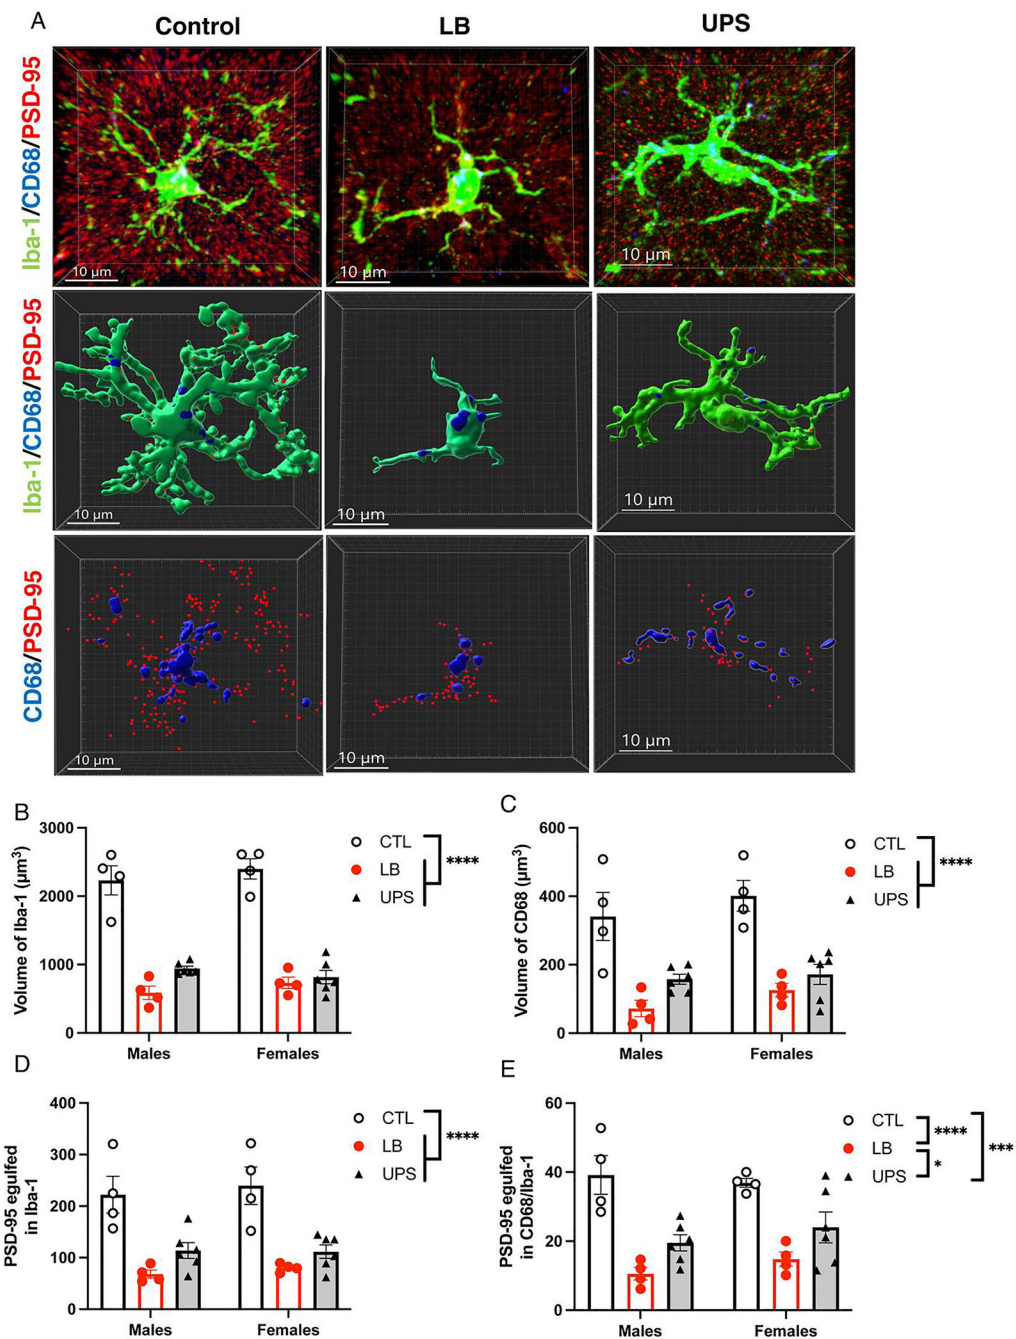 A
Control
LB
UPS
Iba-1/CD68/PSD-95
10 μm
10 μm
10 μm
Iba-1/CD68/PSD-95
10 μm
10 μm
10 μm
CD68/PSD-95
10 μm
10 μm
10 μm
B
Volume of Iba-1 (μm³)
3000
2000
1000
0
Males
Females
CTL
LB
UPS
****
C
Volume of CD68 (μm³)
600
400
200
0
Males
Females
CTL
LB
UPS
****
D
PSD-95 egulfed
in Iba-1
400
300
200
100
0
Males
Females
CTL
LB
UPS
****
E
PSD-95 egulfed
in CD68/Iba-1
60
40
20
0
Males
Females
CTL
LB
UPS
****
*
***